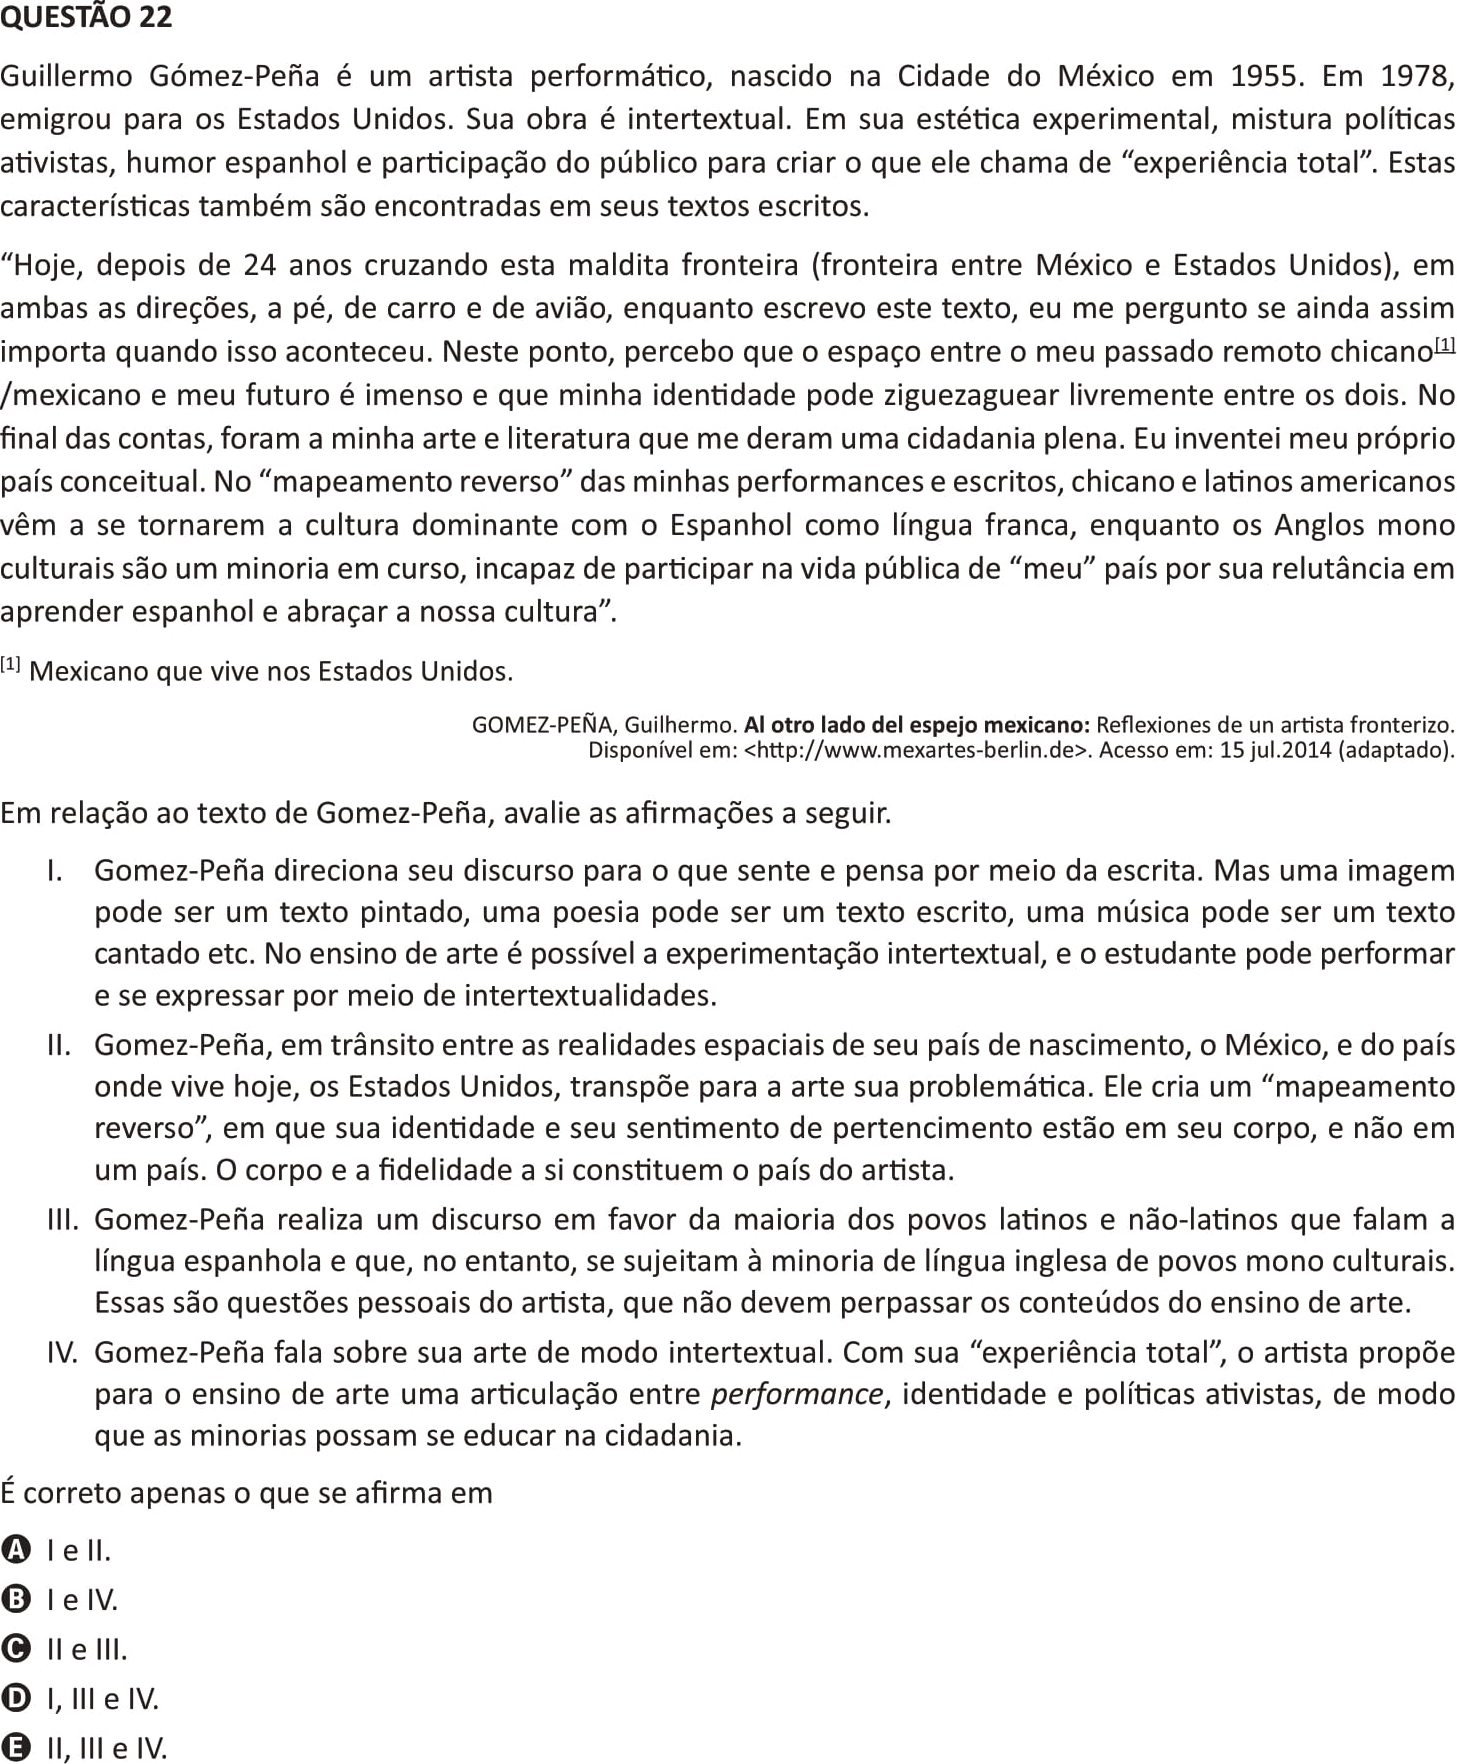 QUESTÃO 22
Guillermo Gómez-Peña é um artista performático, nascido na Cidade do México em 1955. Em 1978,
emigrou para os Estados Unidos. Sua obra é intertextual. Em sua estética experimental, mistura políticas
ativistas, humor espanhol e participação do público para criar o que ele chama de “experiência total”. Estas
características também são encontradas em seus textos escritos.
“Hoje, depois de 24 anos cruzando esta maldita fronteira (fronteira entre México e Estados Unidos), em
ambas as direções, a pé, de carro e de avião, enquanto escrevo este texto, eu me pergunto se ainda assim
importa quando isso aconteceu. Neste ponto, percebo que o espaço entre o meu passado remoto chicano[1]
/mexicano e meu futuro é imenso e que minha identidade pode ziguezaguear livremente entre os dois. No
final das contas, foram a minha arte e literatura que me deram uma cidadania plena. Eu inventei meu próprio
país conceitual. No “mapeamento reverso” das minhas performances e escritos, chicano e latinos americanos
vêm a se tornarem a cultura dominante com o Espanhol como língua franca, enquanto os Anglos mono
culturais são um minoria em curso, incapaz de participar na vida pública de “meu” país por sua relutância em
aprender espanhol e abraçar a nossa cultura”.
[1] Mexicano que vive nos Estados Unidos.
GOMEZ-PEÑA, Guilhermo. Al otro lado del espejo mexicano: Reflexiones de un artista fronterizo.
Disponível em: <http://www.mexartes-berlin.de>. Acesso em: 15 jul.2014 (adaptado).
Em relação ao texto de Gomez-Peña, avalie as afirmações a seguir.
I. Gomez-Peña direciona seu discurso para o que sente e pensa por meio da escrita. Mas uma imagem
pode ser um texto pintado, uma poesia pode ser um texto escrito, uma música pode ser um texto
cantado etc. No ensino de arte é possível a experimentação intertextual, e o estudante pode performar
e se expressar por meio de intertextualidades.
II. Gomez-Peña, em trânsito entre as realidades espaciais de seu país de nascimento, o México, e do país
onde vive hoje, os Estados Unidos, transpõe para a arte sua problemática. Ele cria um “mapeamento
reverso”, em que sua identidade e seu sentimento de pertencimento estão em seu corpo, e não em
um país. O corpo e a fidelidade a si constituem o país do artista.
III. Gomez-Peña realiza um discurso em favor da maioria dos povos latinos e não-latinos que falam a
língua espanhola e que, no entanto, se sujeitam à minoria de língua inglesa de povos mono culturais.
Essas são questões pessoais do artista, que não devem perpassar os conteúdos do ensino de arte.
IV. Gomez-Peña fala sobre sua arte de modo intertextual. Com sua “experiência total”, o artista propõe
para o ensino de arte uma articulação entre performance, identidade e políticas ativistas, de modo
que as minorias possam se educar na cidadania.
É correto apenas o que se afirma em
A I e II.
B I e IV.
C II e III.
D I, III e IV.
E II, III e IV.